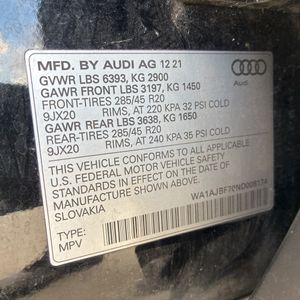 MFD. BY AUDI AG 12 21
GVWR LBS 6393, KG 2900
GAWR FRONT LBS 3197, KG 1450
FRONT-TIRES 285/45 R20
9JX20 RIMS, AT 220 KPA 32 PSI COLD
GAWR REAR LBS 3638, KG 1650
REAR-TIRES 285/45 R20
9JX20 RIMS, AT 240 KPA 35 PSI COLD
THIS VEHICLE CONFORMS TO ALL
APPLICABLE U.S. FEDERAL MOTOR
VEHICLE SAFETY STANDARDS IN EFFECT
ON THE DATE OF MANUFACTURE
SHOWN ABOVE
SLOVAKIA
TYPE:
MPV
Audi